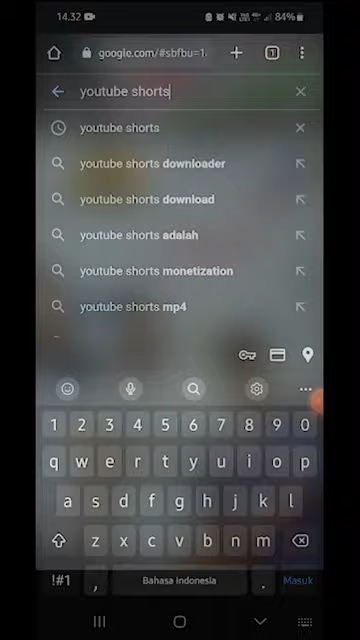 14.32
84%
google.com/#sbfbu=1
1
youtube shorts
youtube shorts
youtube shorts downloader
youtube shorts download
youtube shorts adalah
youtube shorts monetization
youtube shorts mp4
1 2 3 4 5 6 7 8 9 0
q w e r t y u i o p
a s d f g h j k l
z x c v b n m
!#1 , Bahasa Indonesia . Masuk